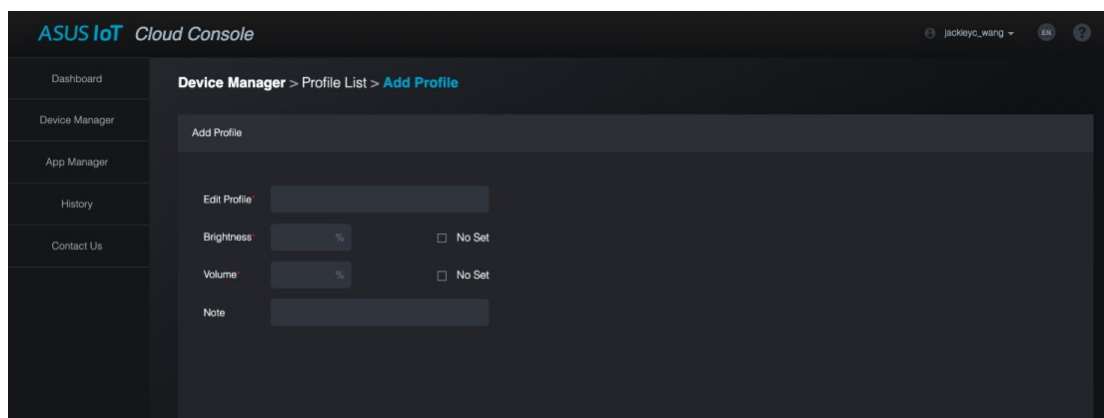 ASUS IoT Cloud Console
jackieyc_wang
EN
?
Dashboard
Device Manager
App Manager
History
Contact Us
Device Manager > Profile List > Add Profile
Add Profile
Edit Profile*
Brightness* % No Set
Volume* % No Set
Note